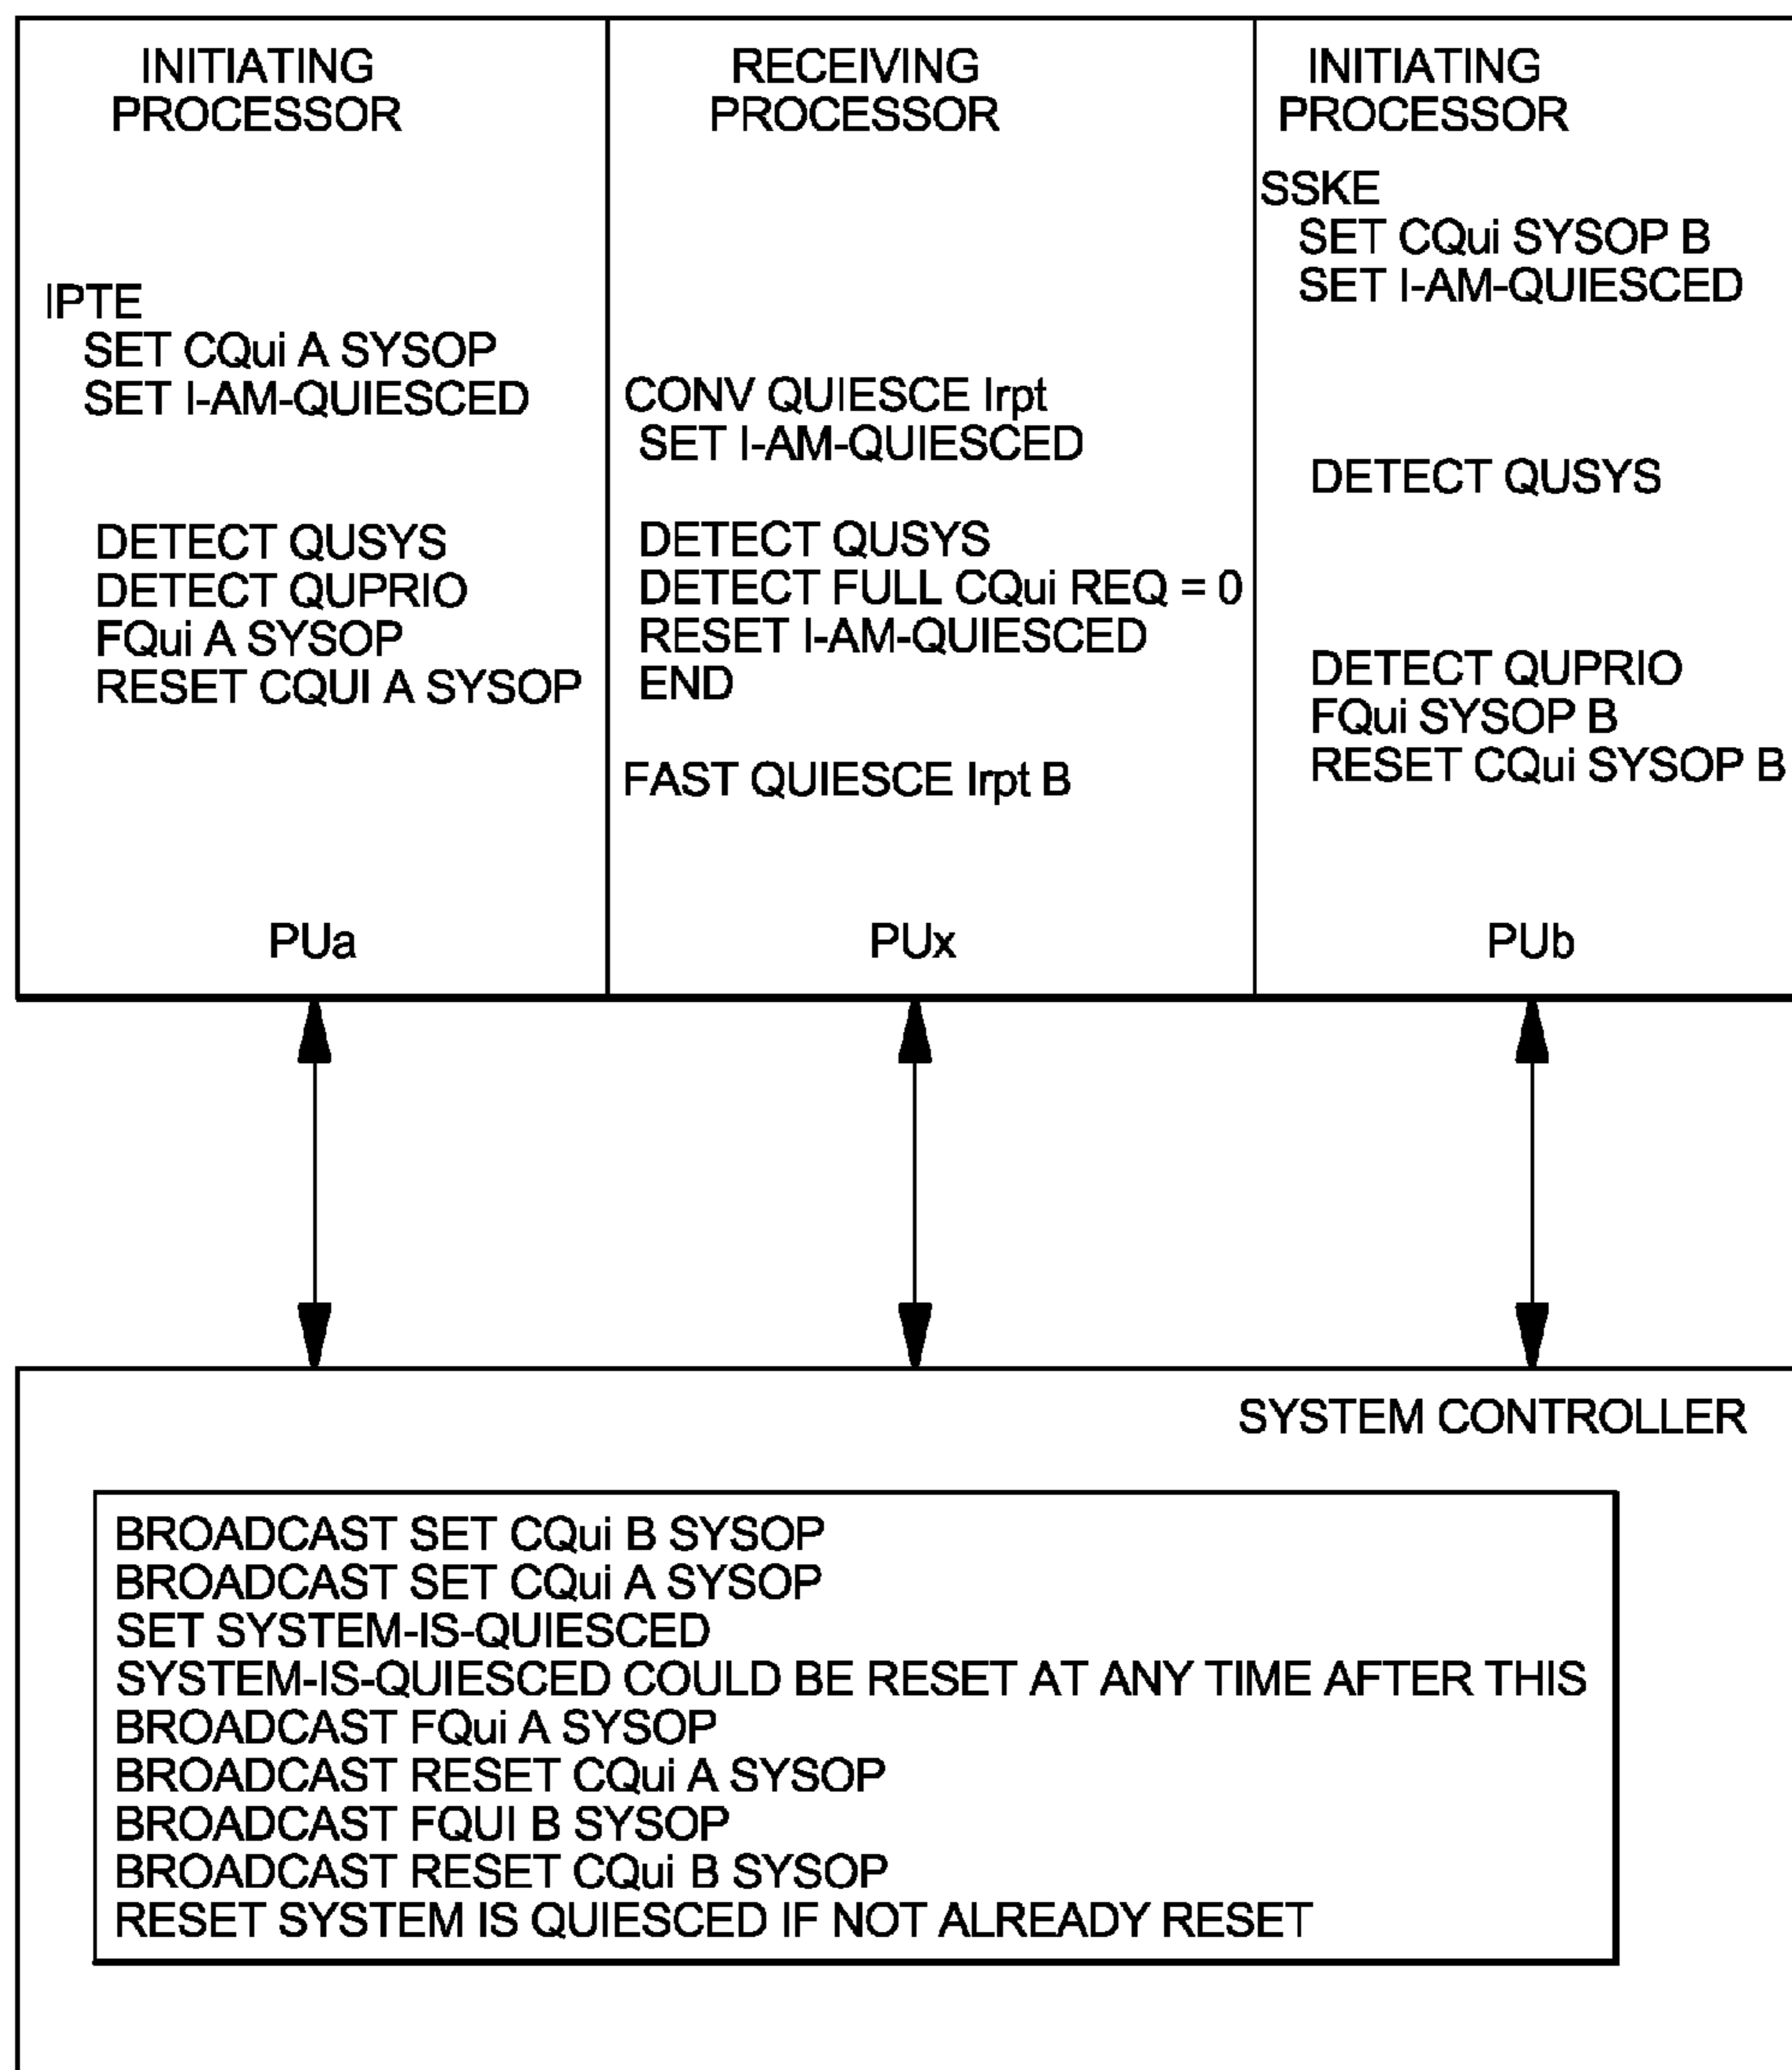 INITIATING
PROCESSOR
IPTE
SET CQui A SYSOP
SET I-AM-QUIESCED
DETECT QUSYS
DETECT QUPRIO
FQui A SYSOP
RESET CQUI A SYSOP
PUa
RECEIVING
PROCESSOR
CONV QUIESCE Irpt
SET I-AM-QUIESCED
DETECT QUSYS
DETECT FULL CQui REQ = 0
RESET I-AM-QUIESCED
END
FAST QUIESCE Irpt B
PUx
INITIATING
PROCESSOR
SSKE
SET CQui SYSOP B
SET I-AM-QUIESCED
DETECT QUSYS
DETECT QUPRIO
FQui SYSOP B
RESET CQui SYSOP B
PUb
SYSTEM CONTROLLER
BROADCAST SET CQui B SYSOP
BROADCAST SET CQui A SYSOP
SET SYSTEM-IS-QUIESCED
SYSTEM-IS-QUIESCED COULD BE RESET AT ANY TIME AFTER THIS
BROADCAST FQui A SYSOP
BROADCAST RESET CQui A SYSOP
BROADCAST FQUI B SYSOP
BROADCAST RESET CQui B SYSOP
RESET SYSTEM IS QUIESCED IF NOT ALREADY RESET